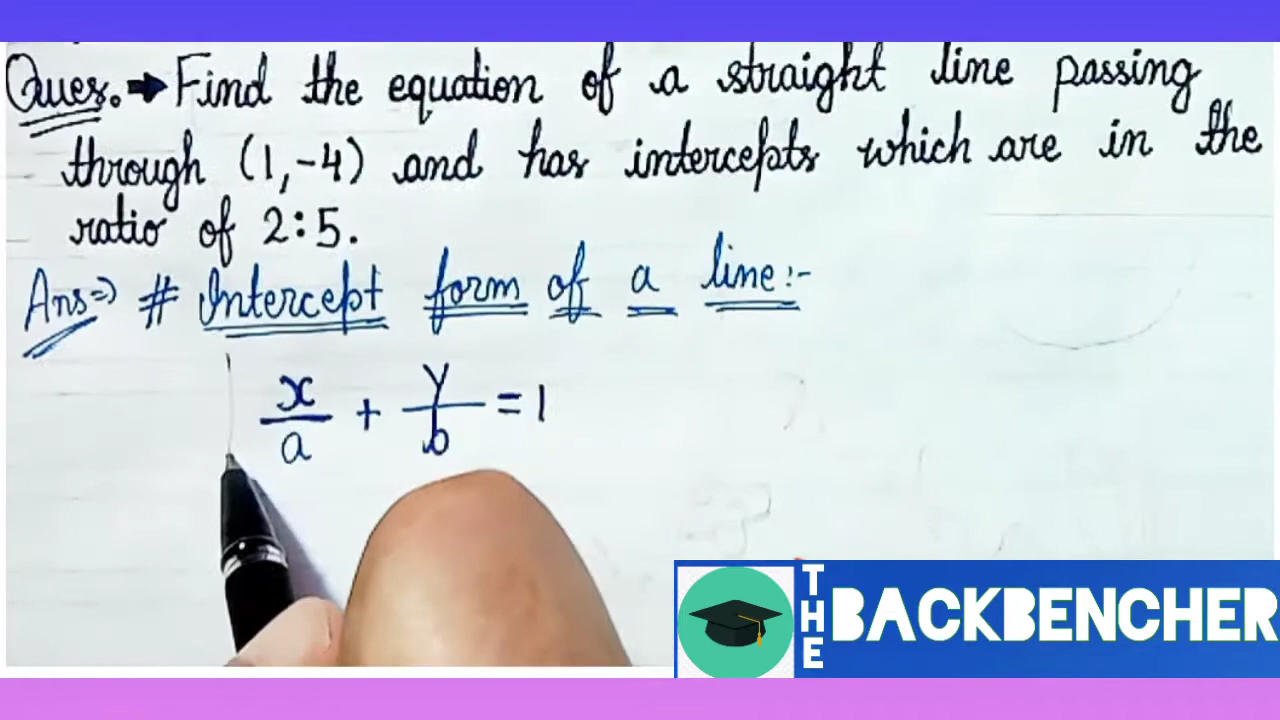 Ques.→ Find the equation of a straight line passing
through (1,-4) and has intercepts which are in the
ratio of 2:5.
Ans⇒ # Intercept form of a line:-
x/a + y/b = 1
THE BACKBENCHER